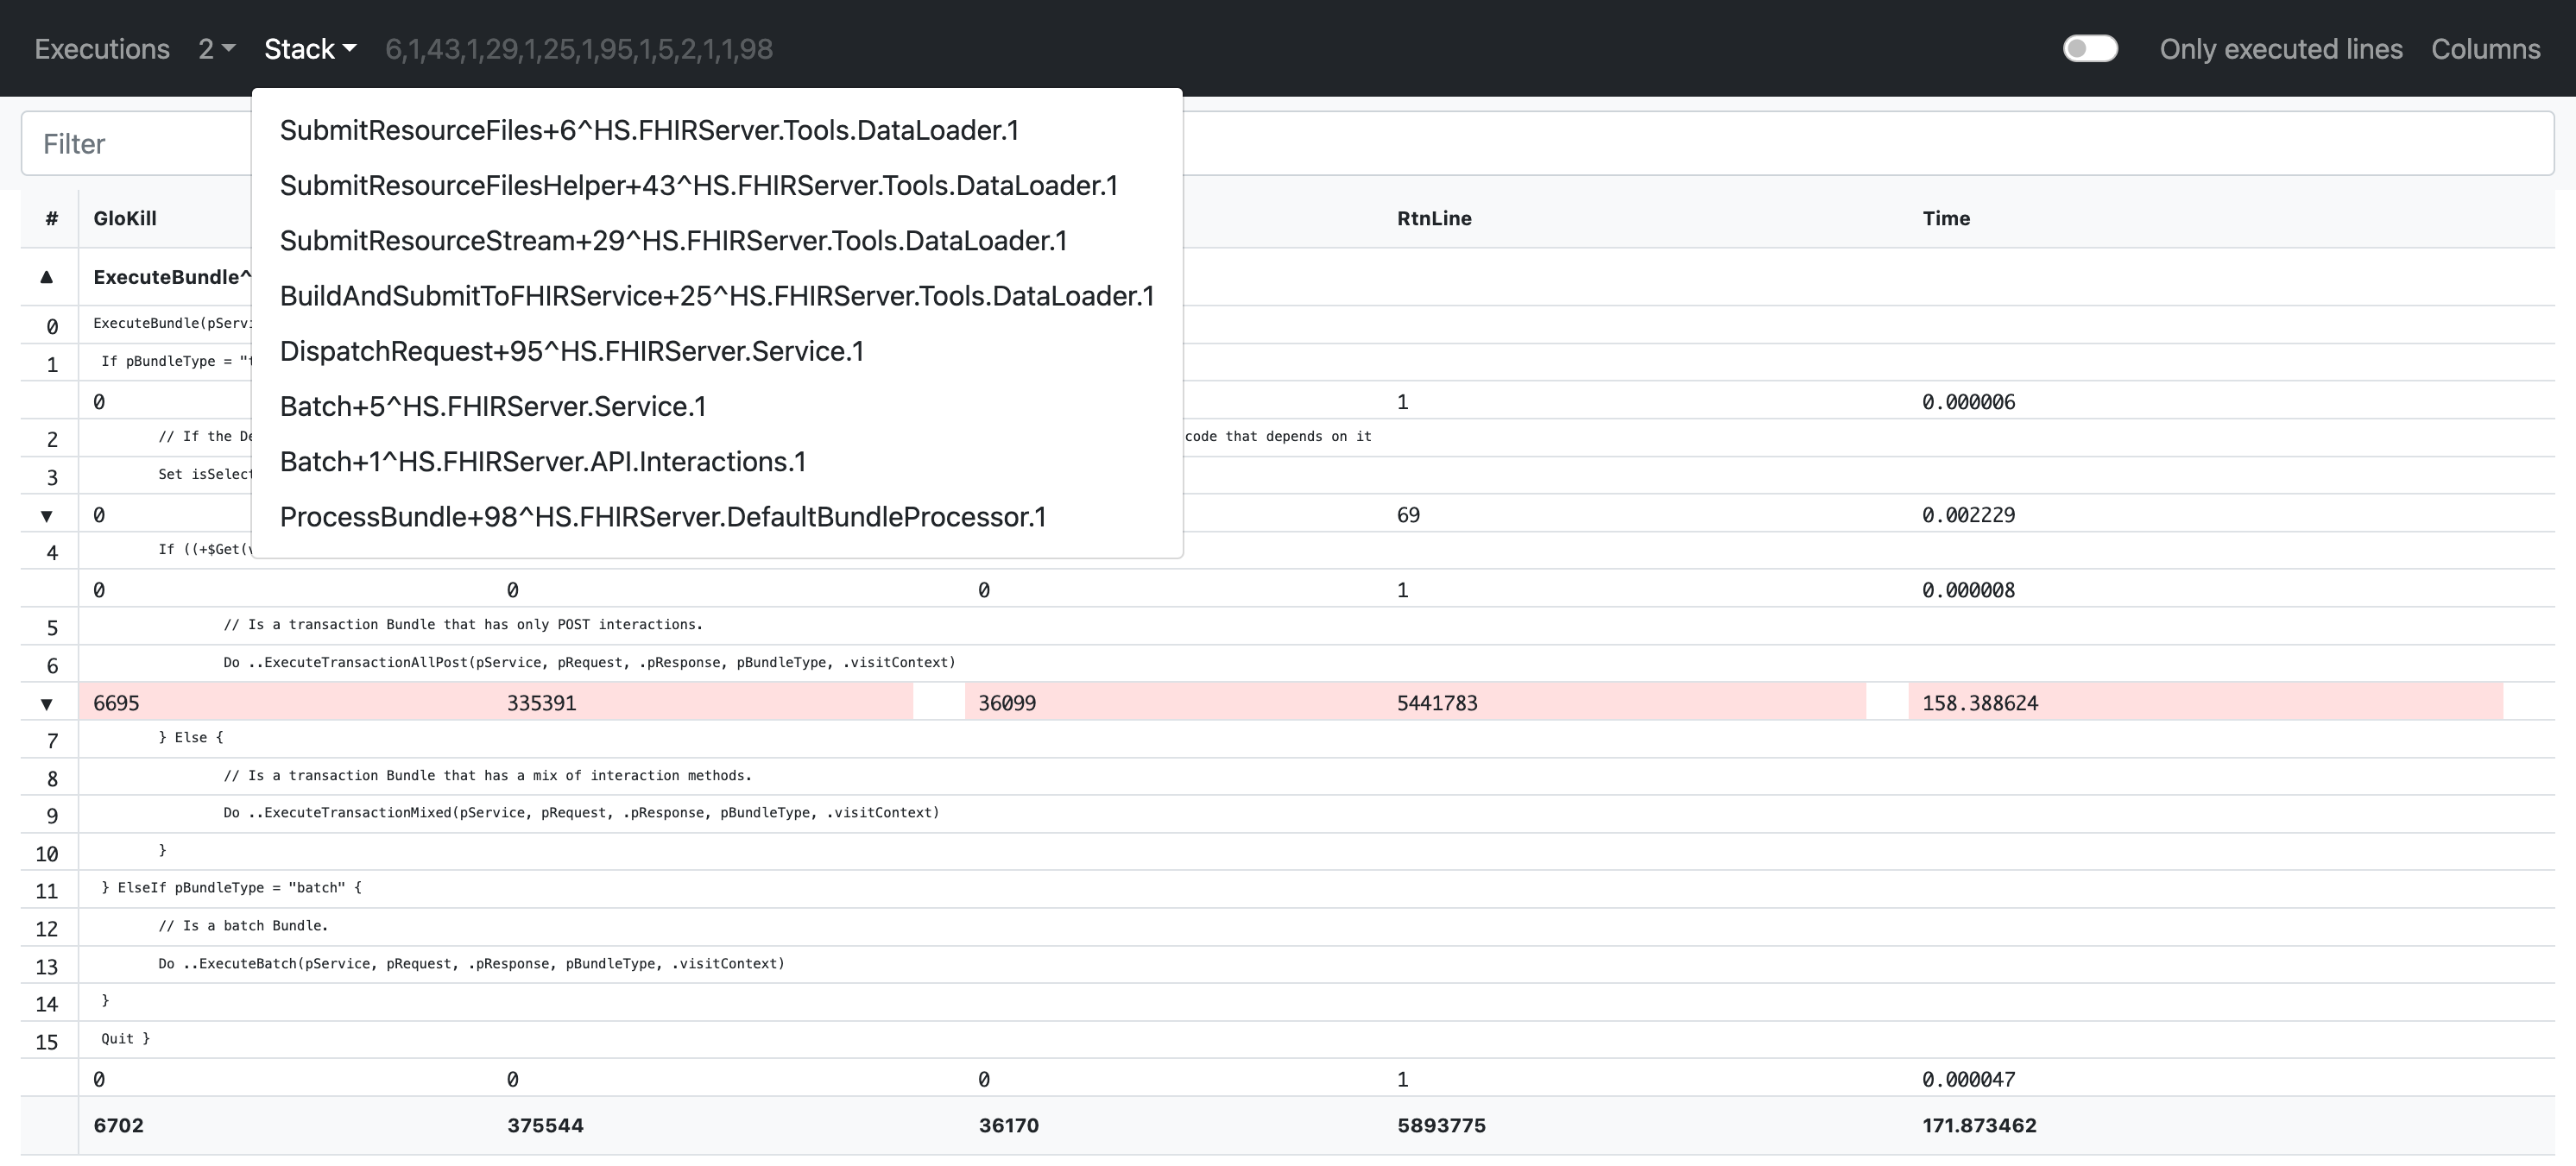 Executions 2 Stack 6,1,43,1,29,1,25,1,95,1,5,2,1,1,98 Only executed lines Columns
SubmitResourceFiles+6^HS.FHIRServer.Tools.DataLoader.1
SubmitResourceFilesHelper+43^HS.FHIRServer.Tools.DataLoader.1
SubmitResourceStream+29^HS.FHIRServer.Tools.DataLoader.1
BuildAndSubmitToFHIRService+25^HS.FHIRServer.Tools.DataLoader.1
DispatchRequest+95^HS.FHIRServer.Service.1
Batch+5^HS.FHIRServer.Service.1
Batch+1^HS.FHIRServer.API.Interactions.1
ProcessBundle+98^HS.FHIRServer.DefaultBundleProcessor.1
Filter
# GloKill RtnLine Time
▲ ExecuteBundle^
0 ExecuteBundle(pServi
1 If pBundleType = "t
0 1 0.000006
2 // If the De code that depends on it
3 Set isSelect
▼ 0 69 0.002229
4 If ((+$Get(v
0 0 0 1 0.000008
5 // Is a transaction Bundle that has only POST interactions.
6 Do ..ExecuteTransactionAllPost(pService, pRequest, .pResponse, pBundleType, .visitContext)
▼ 6695 335391 36099 5441783 158.388624
7 } Else {
8 // Is a transaction Bundle that has a mix of interaction methods.
9 Do ..ExecuteTransactionMixed(pService, pRequest, .pResponse, pBundleType, .visitContext)
10 }
11 } ElseIf pBundleType = "batch" {
12 // Is a batch Bundle.
13 Do ..ExecuteBatch(pService, pRequest, .pResponse, pBundleType, .visitContext)
14 }
15 Quit }
0 0 0 1 0.000047
6702 375544 36170 5893775 171.873462